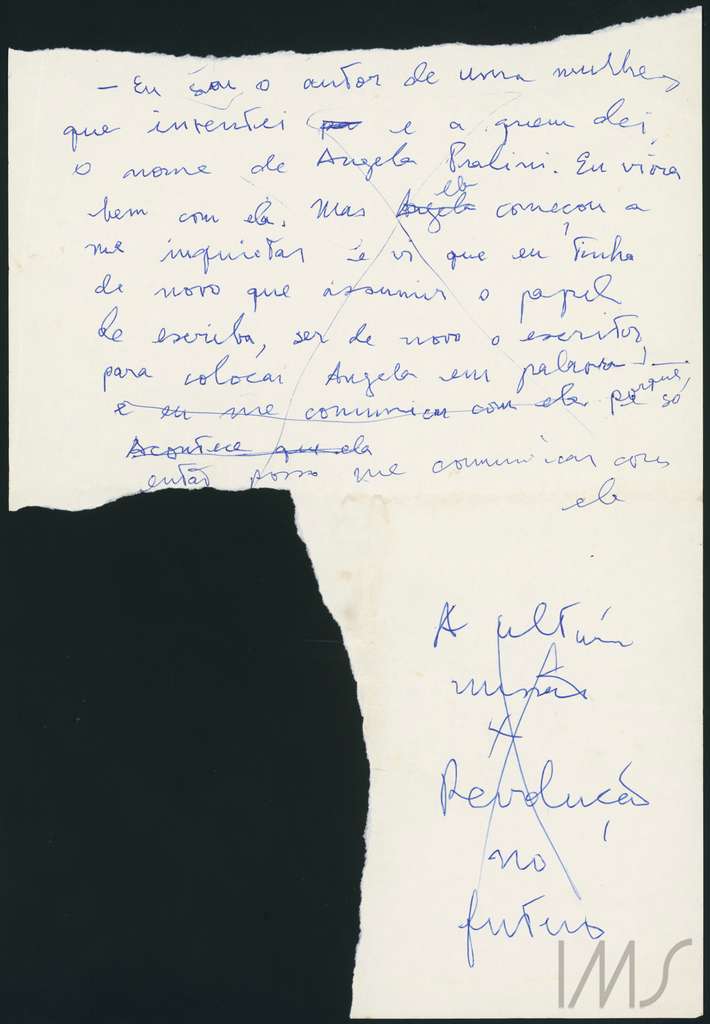 — Eu sou o autor de uma mulher
que inventei e a quem dei
o nome de Angela Pralini. Eu vivia
bem com ela. Mas Angela ela começou a
me inquietar e vi que eu tinha
de novo que assumir o papel
de escriba, ser de novo o escritor,
para colocar Angela em palavras —
e eu me comunicar com ela porque só
Acontece que ela
então posso me comunicar com
ela
A última
A
Revolução
no
futuro
IMS